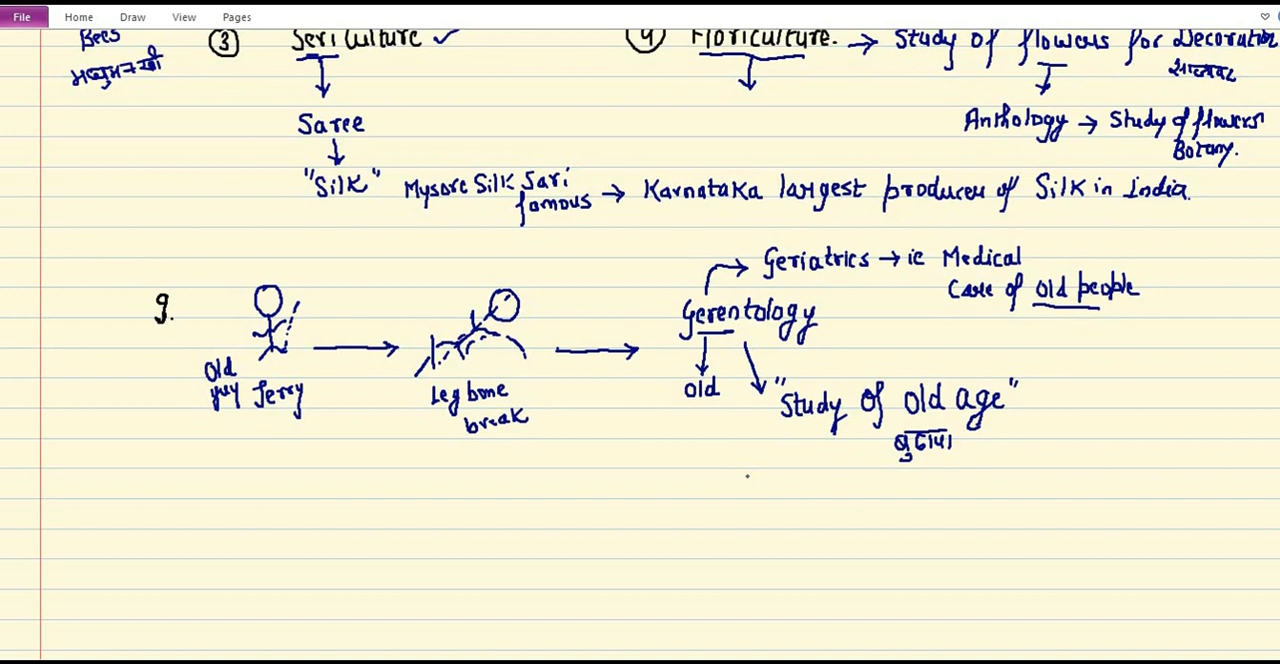 File Home Draw View Pages
Bees
③ Sericulture ✓
④ Floriculture. → Study of flowers for Decoration
सजावट
Saree
Anthology → Study of flowers
Botany.
"Silk" Mysore Silk Sari
famous → Karnataka largest producer of Silk in India.
9.
Geriatrics → ie Medical
Care of old people
Gerentology
Old
guy Jerry
Leg bone
break
old
"Study of old age"
बुढापा